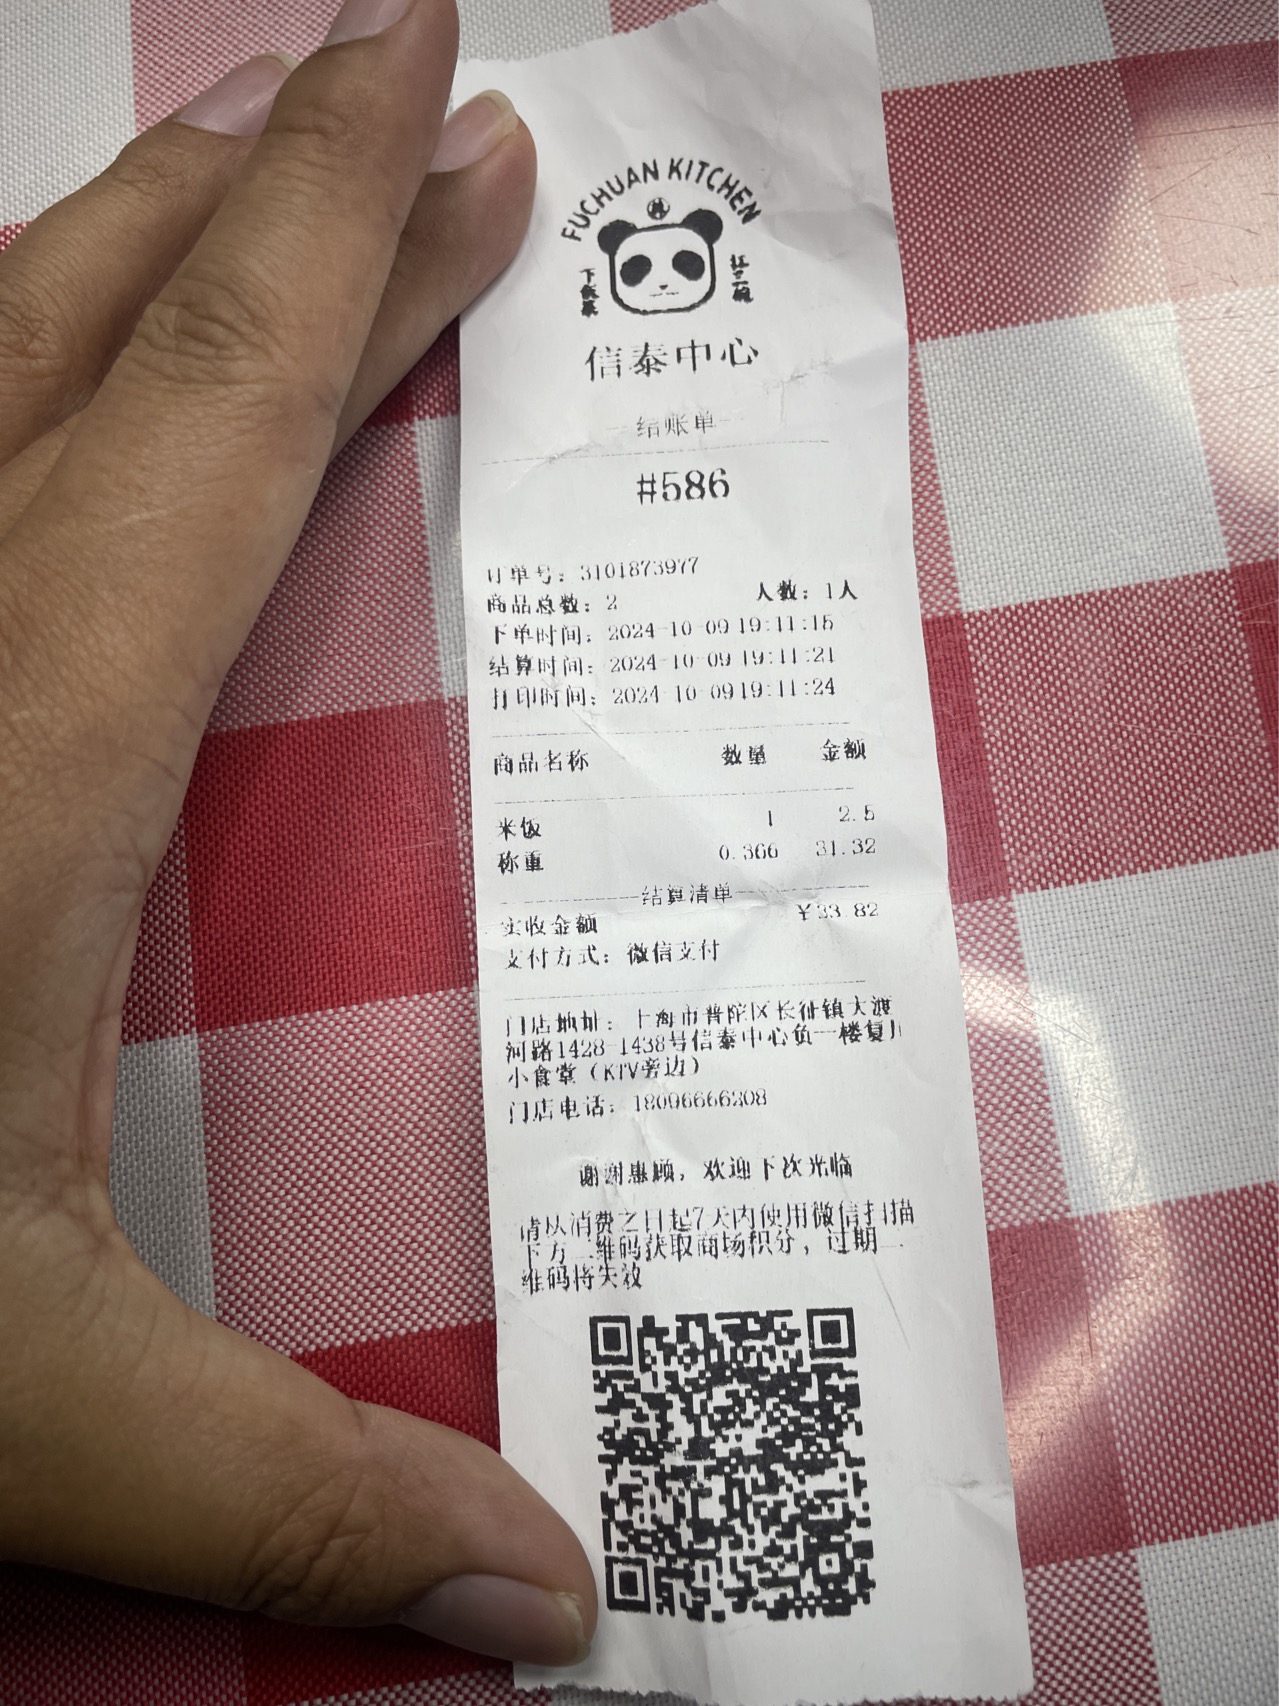 FUCHUAN KITCHEN
下饭菜
信泰中心
结账单
#586
订单号：3101873977
商品总数：2 人数：1人
下单时间：2024-10-09 19:11:15
结算时间：2024-10-09 19:11:21
打印时间：2024-10-09 19:11:24
商品名称 数量 金额
米饭 1 2.5
称重 0.366 31.32
结算清单
实收金额 ¥33.82
支付方式：微信支付
门店地址：上海市普陀区长征镇大渡
河路1428-1438号信泰中心负一楼复
小食堂（KTV旁边）
门店电话：18096666308
谢谢惠顾，欢迎下次光临
请以消费之日起7天内使用微信扫描
下方二维码获取商场积分，过期二
维码将失效